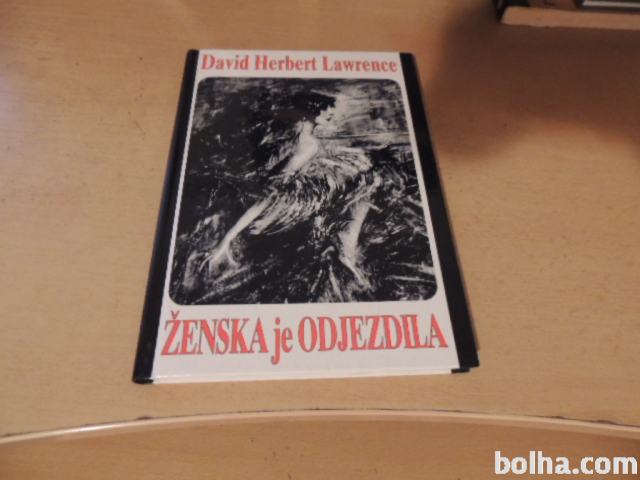 David Herbert Lawrence
ŽENSKA je ODJEZDILA
bolha.com